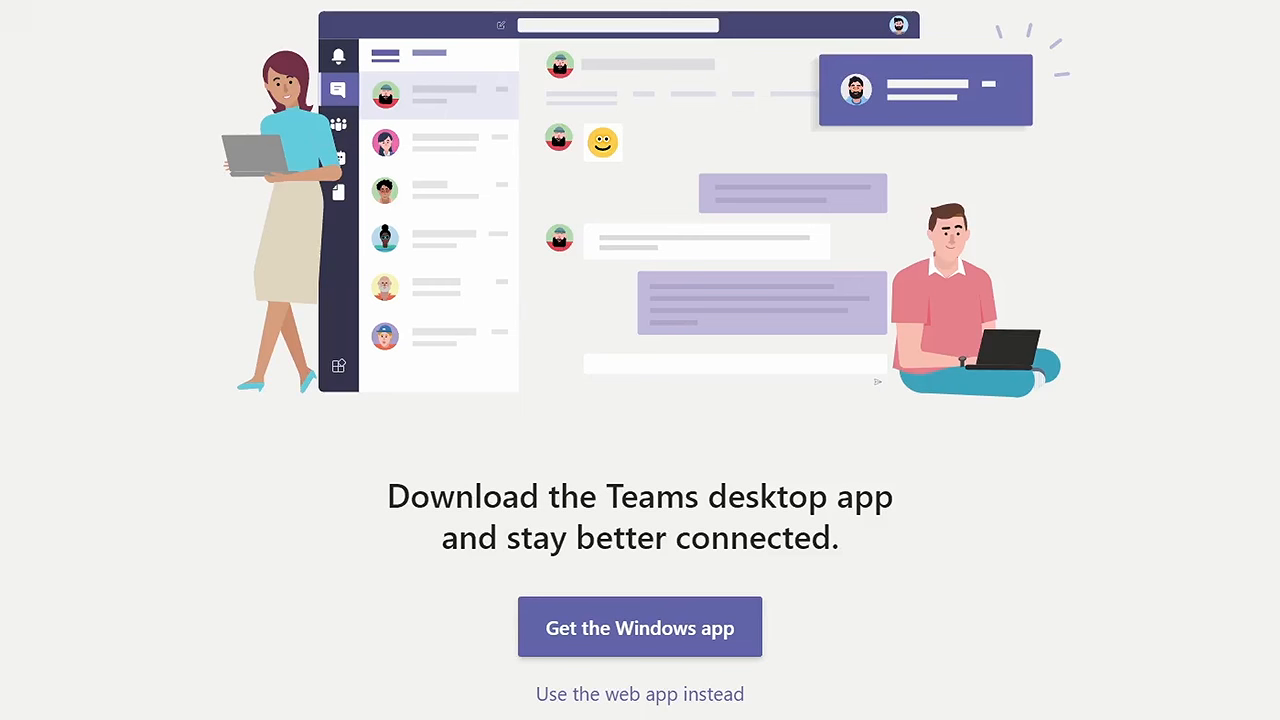 Download the Teams desktop app
and stay better connected.
Get the Windows app
Use the web app instead